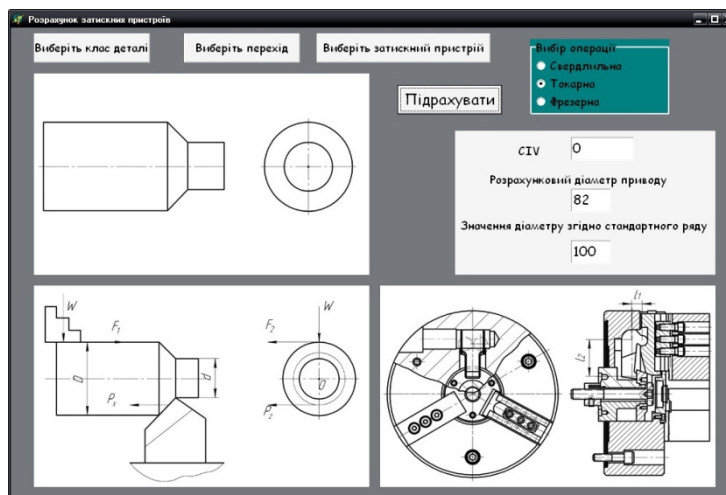 Розрахунок затискних пристроїв
Виберіть клас деталі
Виберіть перехід
Виберіть затискний пристрій
Вибір операції
Свердлильна
Токарна
Фрезерна
Підрахувати
СІV
0
Розрахунковий діаметр приводу
82
Значення діаметру згідно стандартного ряду
100
W
F₁
D
d
Pₓ
W
F₂
O
P_z
l₁
l₂